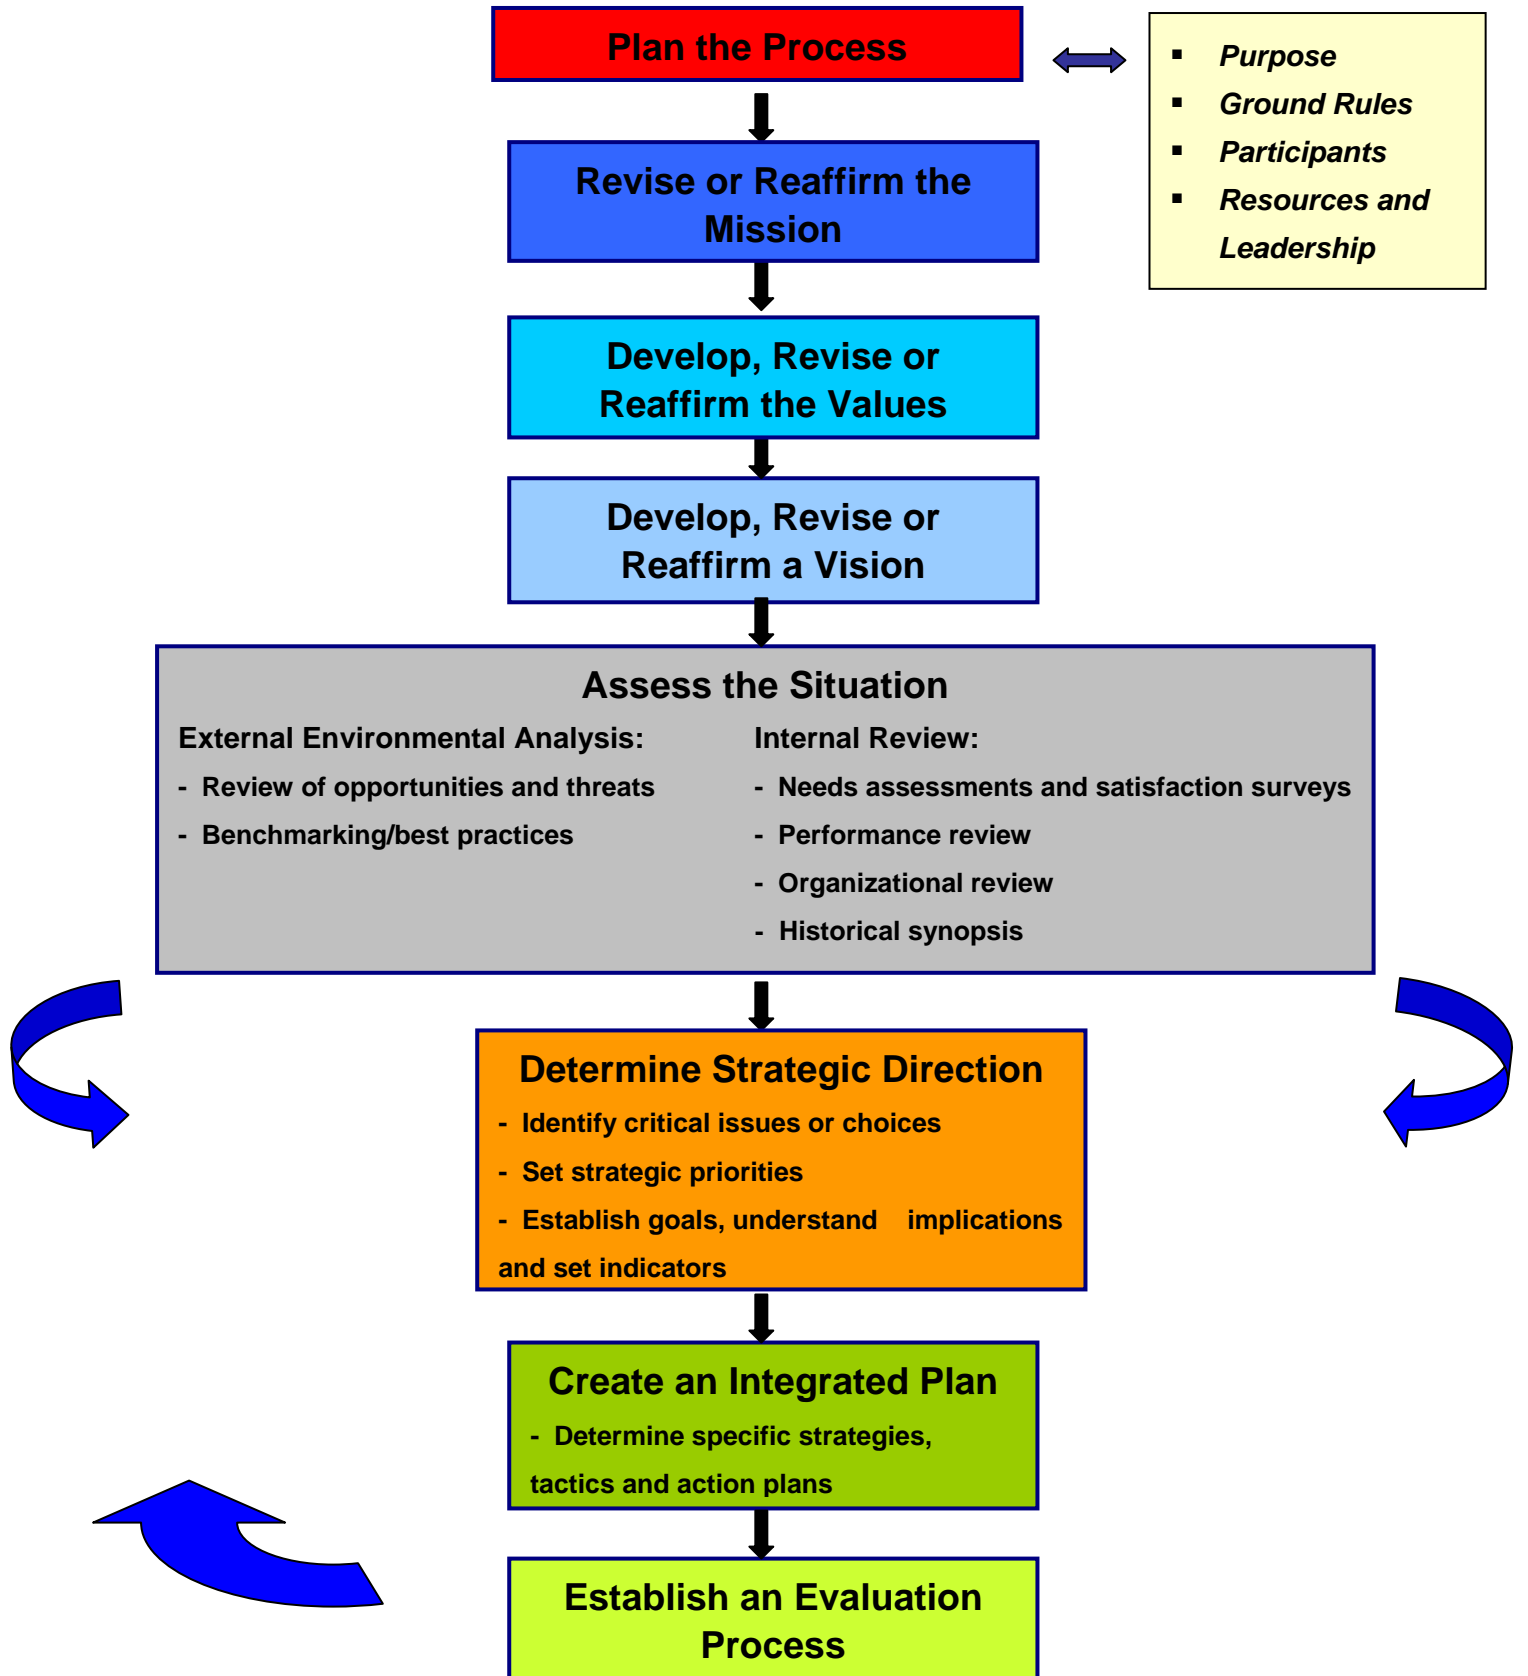 Plan the Process
▪ Purpose
▪ Ground Rules
▪ Participants
▪ Resources and
Leadership
Revise or Reaffirm the
Mission
Develop, Revise or
Reaffirm the Values
Develop, Revise or
Reaffirm a Vision
Assess the Situation
External Environmental Analysis:
- Review of opportunities and threats
- Benchmarking/best practices
Internal Review:
- Needs assessments and satisfaction surveys
- Performance review
- Organizational review
- Historical synopsis
Determine Strategic Direction
- Identify critical issues or choices
- Set strategic priorities
- Establish goals, understand implications
and set indicators
Create an Integrated Plan
- Determine specific strategies,
tactics and action plans
Establish an Evaluation
Process